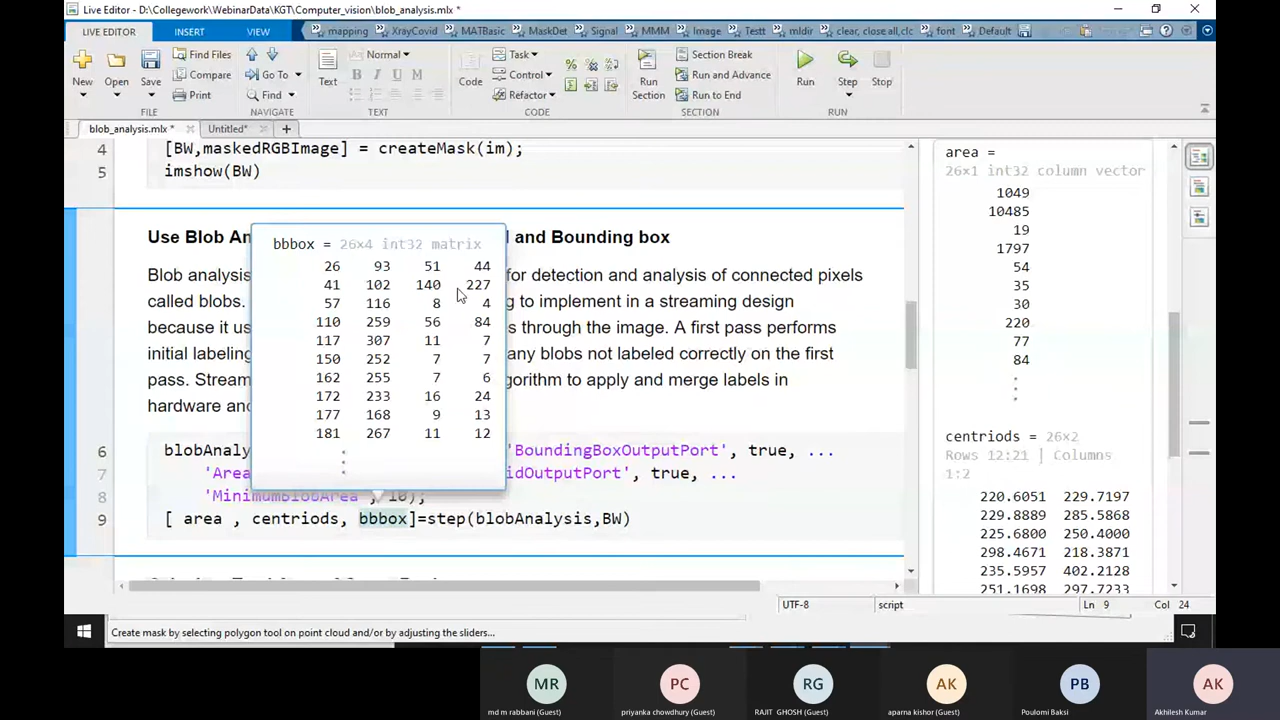 Live Editor - D:\Collegework\WebinarData\KGT\Computer_vision\blob_analysis.mlx *
LIVE EDITOR INSERT VIEW mapping XrayCovid MATBasic MaskDet Signal MMM Image Testt mldir clear, close all,clc font Default
New Open Save Find Files Compare Print Go To Find Text Normal B I U M Code Task Control Refactor Run Section Section Break Run and Advance Run to End Run Step Stop
FILE NAVIGATE TEXT CODE SECTION RUN
blob_analysis.mlx * Untitled* +
4 [BW,maskedRGBImage] = createMask(im);
5 imshow(BW)
Use Blob An d and Bounding box
Blob analysis for detection and analysis of connected pixels
called blobs. g to implement in a streaming design
because it us s through the image. A first pass performs
initial labeling any blobs not labeled correctly on the first
pass. Stream gorithm to apply and merge labels in
hardware and
6 blobAnaly 'BoundingBoxOutputPort', true, ...
7 'Area idOutputPort', true, ...
8 'MinimumBlobArea', 10);
9 [ area , centriods, bbbox]=step(blobAnalysis,BW)
bbbox = 26×4 int32 matrix
26 93 51 44
41 102 140 227
57 116 8 4
110 259 56 84
117 307 11 7
150 252 7 7
162 255 7 6
172 233 16 24
177 168 9 13
181 267 11 12
area =
26×1 int32 column vector
1049
10485
19
1797
54
35
30
220
77
84
centriods = 26×2
Rows 12:21 | Columns
1:2
220.6051 229.7197
229.8889 285.5868
225.6800 250.4000
298.4671 218.3871
235.5957 402.2128
251.1698 297.7233
UTF-8 script Ln 9 Col 24
Create mask by selecting polygon tool on point cloud and/or by adjusting the sliders...
MR PC RG AK PB AK
md m rabbani (Guest) priyanka chowdhury (Guest) RAJIT GHOSH (Guest) aparna kishor (Guest) Poulomi Baksi Akhilesh Kumar